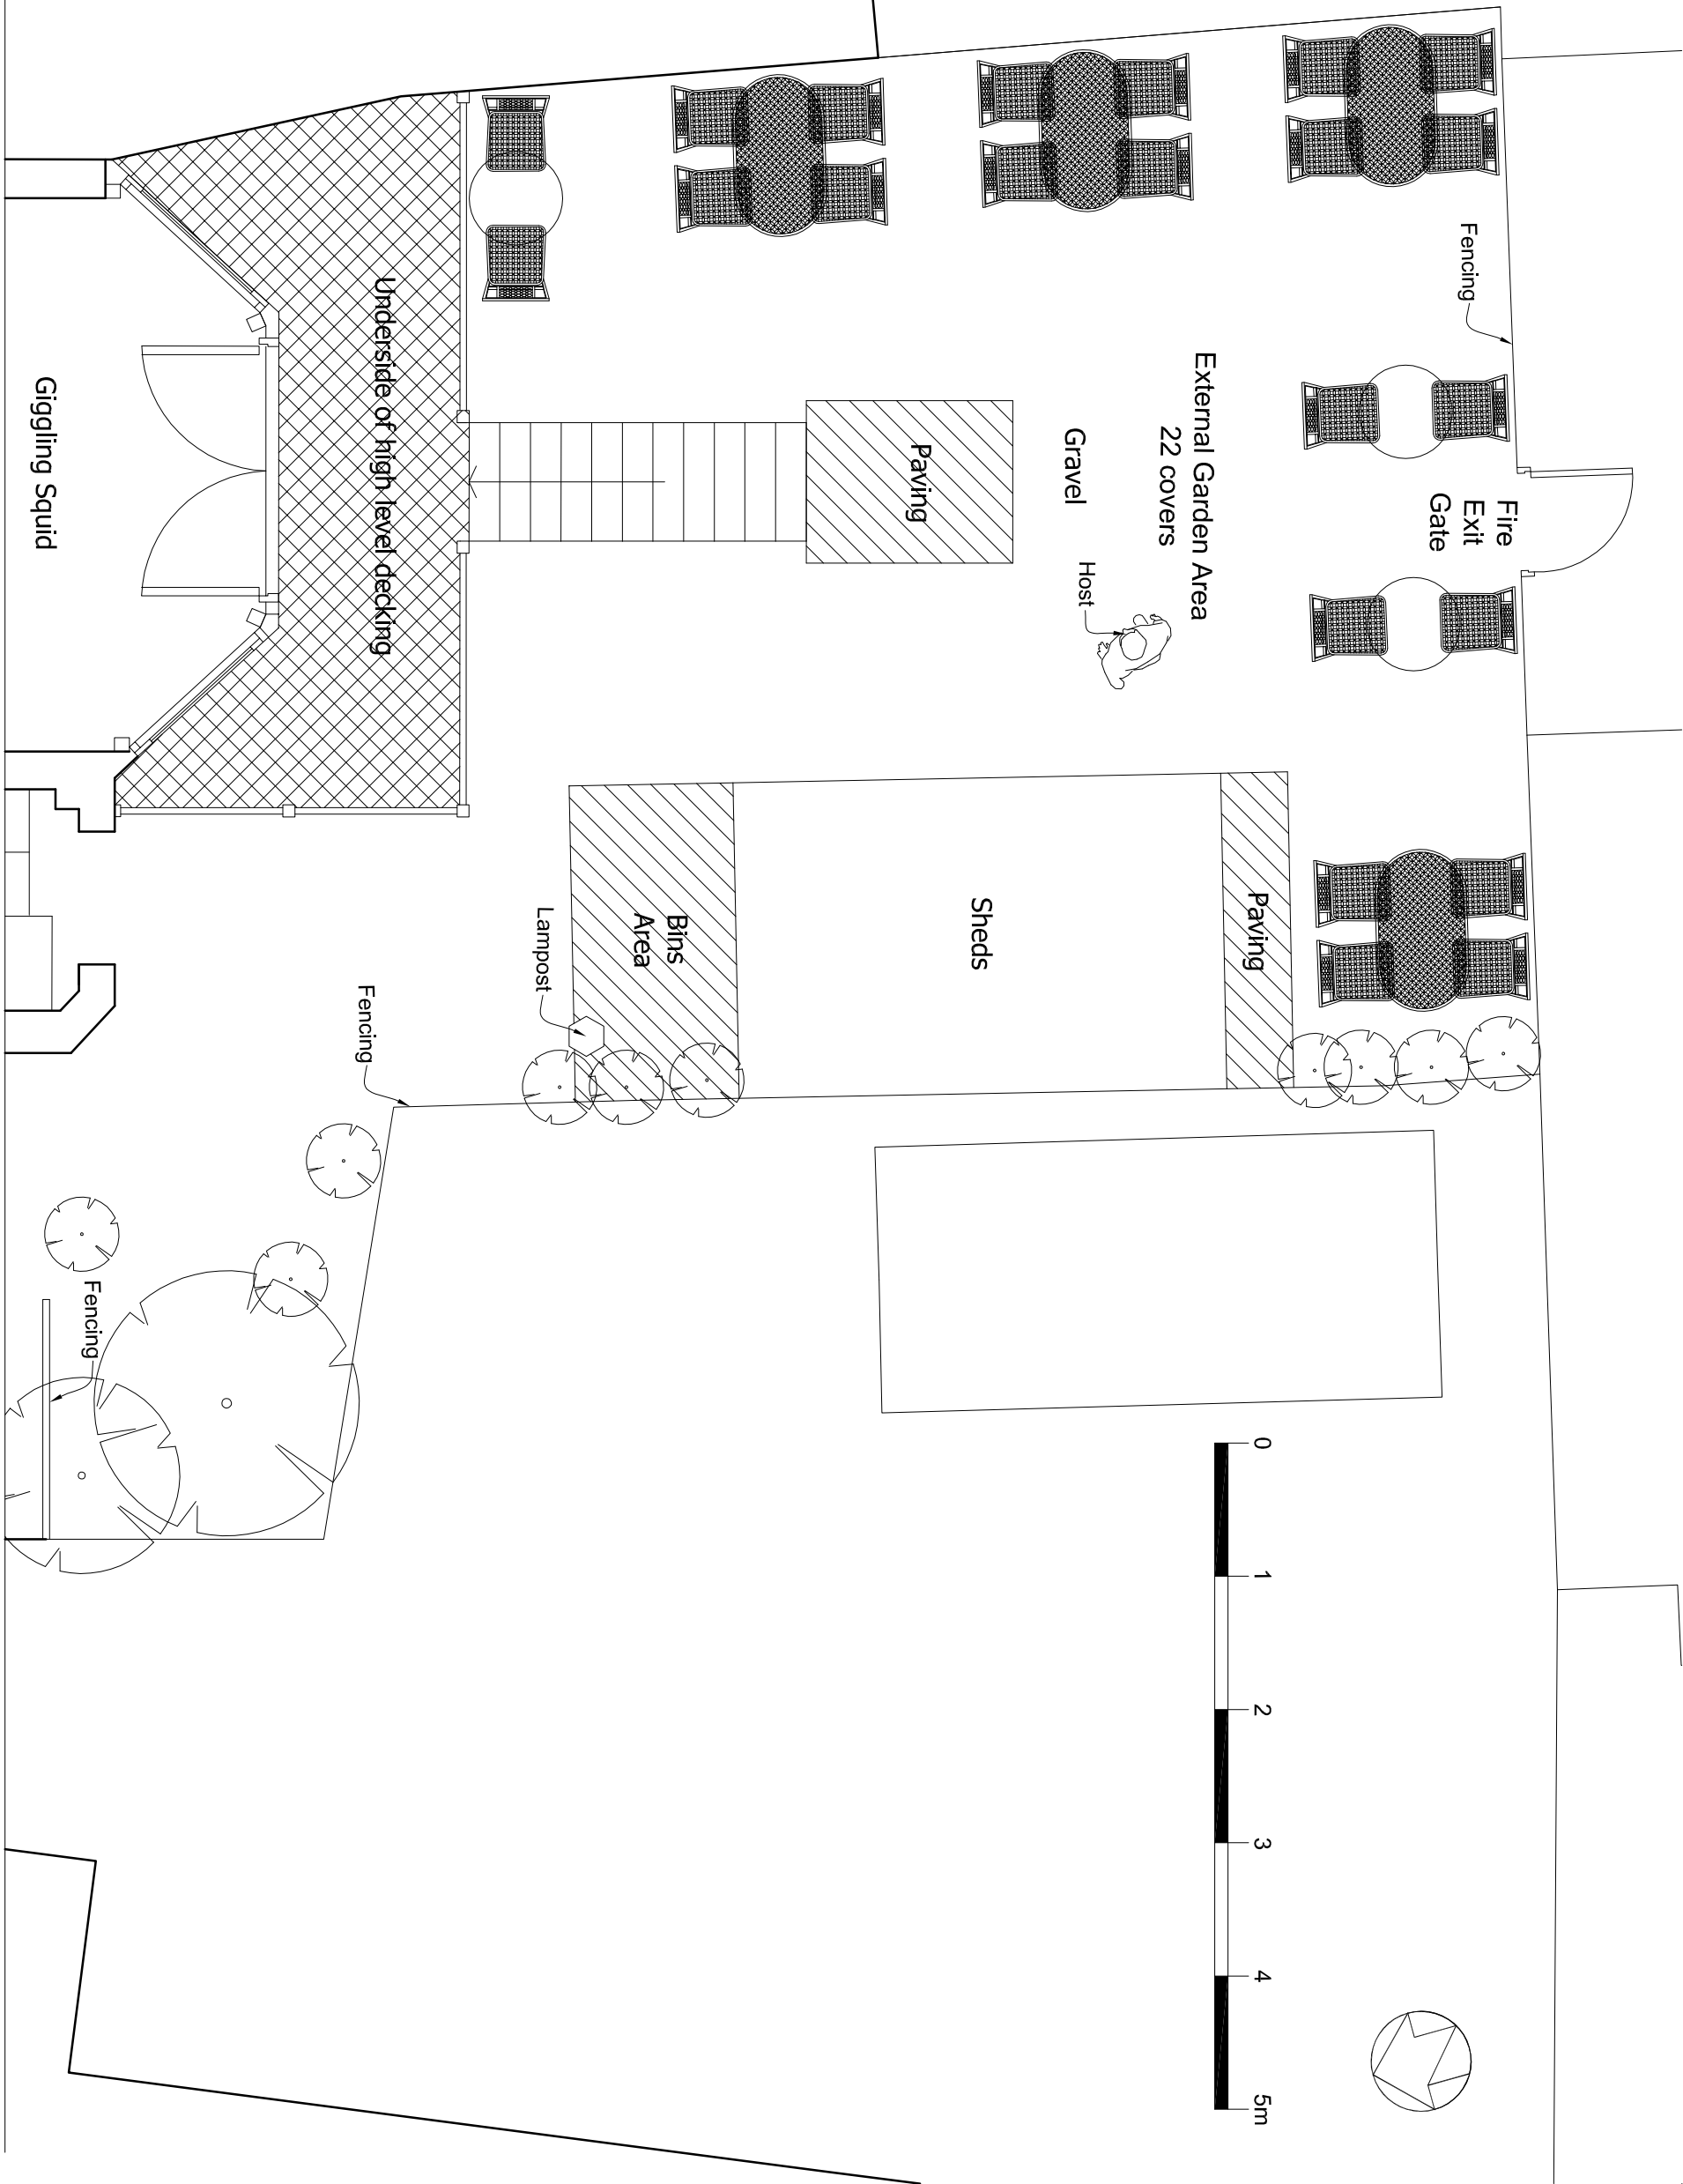 Fire
Exit
Gate
Fencing
0 1 2 3 4 5m
Paving
External Garden Area
22 covers
Host
Gravel
Sheds
Paving
Bins
Area
Lampost
Underside of high level decking
Fencing
Fencing
Giggling Squid